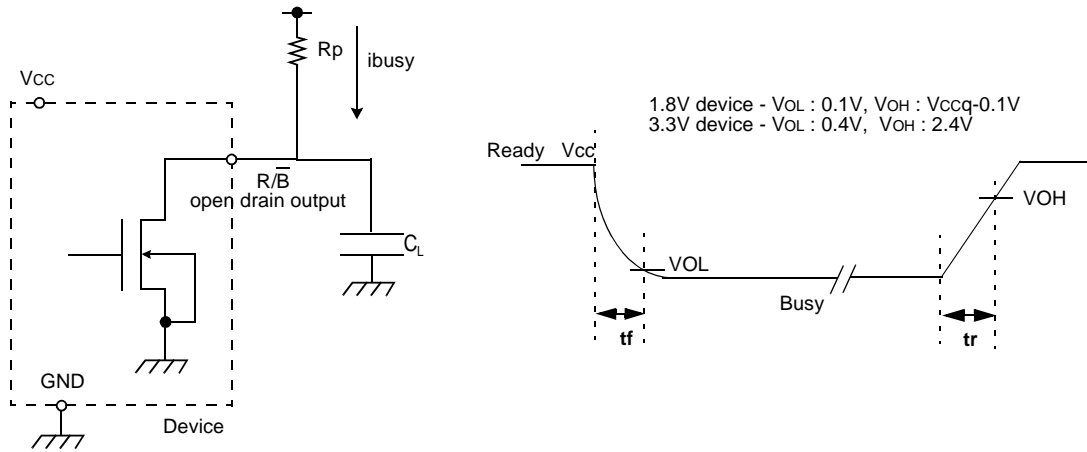 Rp
ibusy
VCC
R/B̅
open drain output
CL
GND
Device
1.8V device - VOL : 0.1V, VOH : VCCq-0.1V
3.3V device - VOL : 0.4V, VOH : 2.4V
Ready Vcc
VOH
VOL
Busy
tf
tr